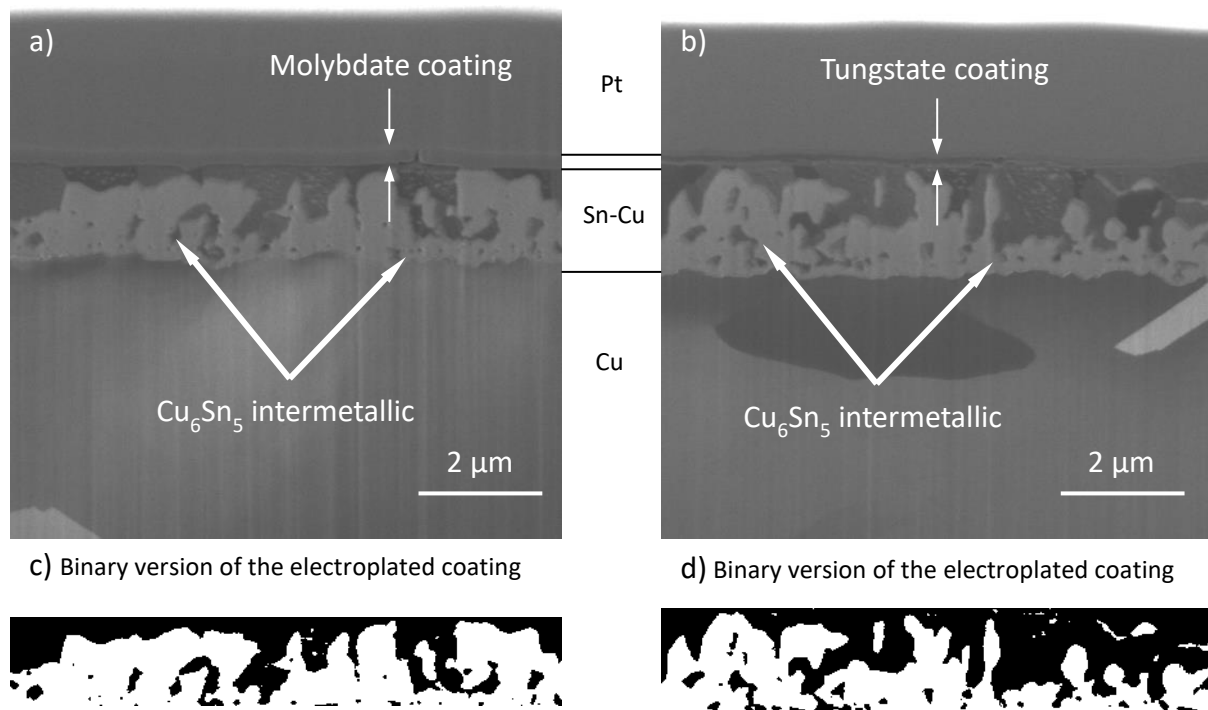 a)
Molybdate coating
Cu₆Sn₅ intermetallic
2 μm
Pt
Sn-Cu
Cu
b)
Tungstate coating
Cu₆Sn₅ intermetallic
2 μm
c) Binary version of the electroplated coating
d) Binary version of the electroplated coating